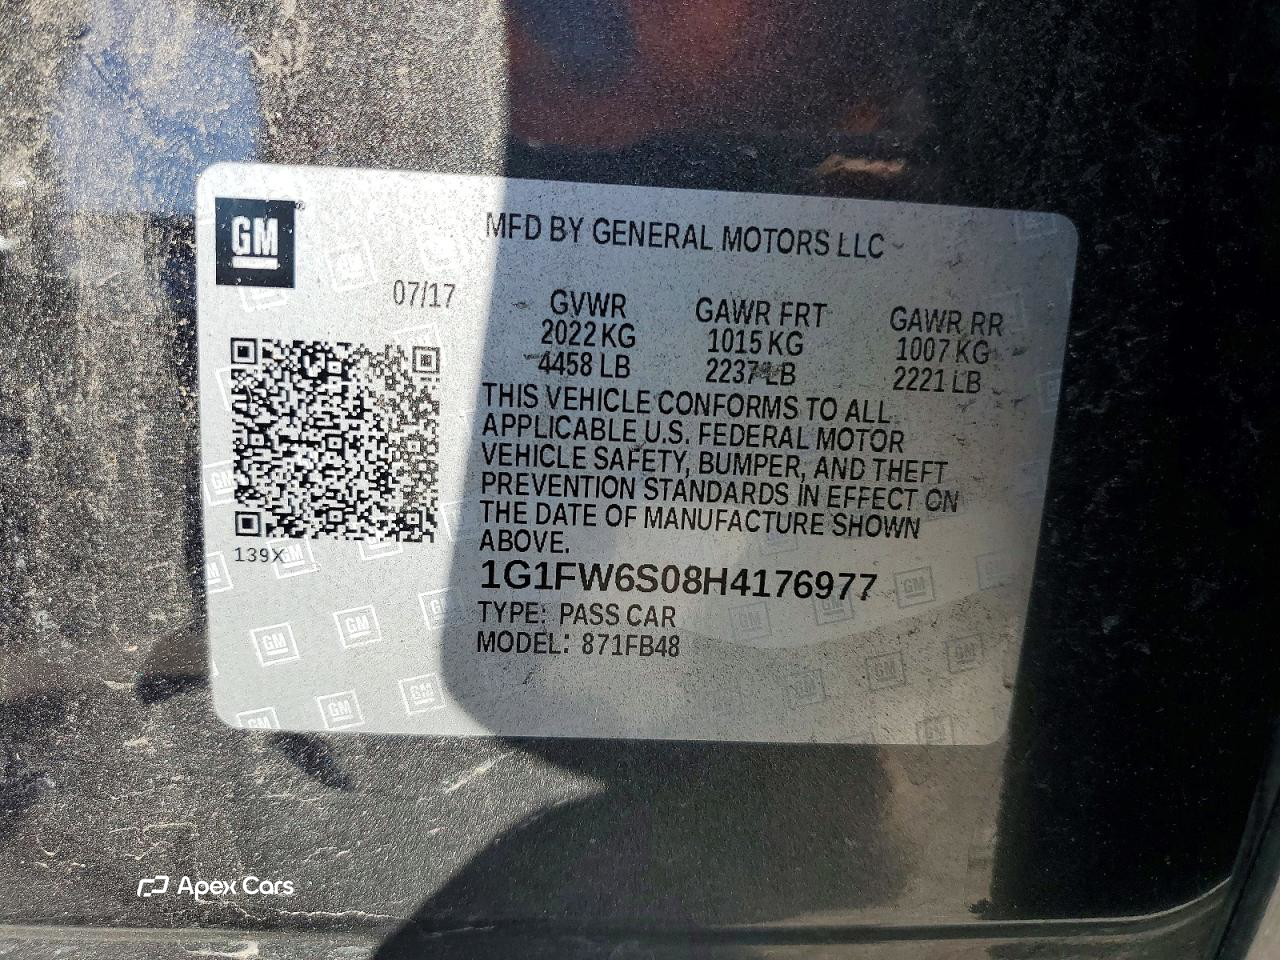 GM
MFD BY GENERAL MOTORS LLC
07/17
GVWR GAWR FRT GAWR RR
2022 KG 1015 KG 1007 KG
4458 LB 2237 LB 2221 LB
THIS VEHICLE CONFORMS TO ALL
APPLICABLE U.S. FEDERAL MOTOR
VEHICLE SAFETY, BUMPER, AND THEFT
PREVENTION STANDARDS IN EFFECT ON
THE DATE OF MANUFACTURE SHOWN
ABOVE.
139X
1G1FW6S08H4176977
TYPE: PASS CAR
MODEL: 871FB48
Apex Cars